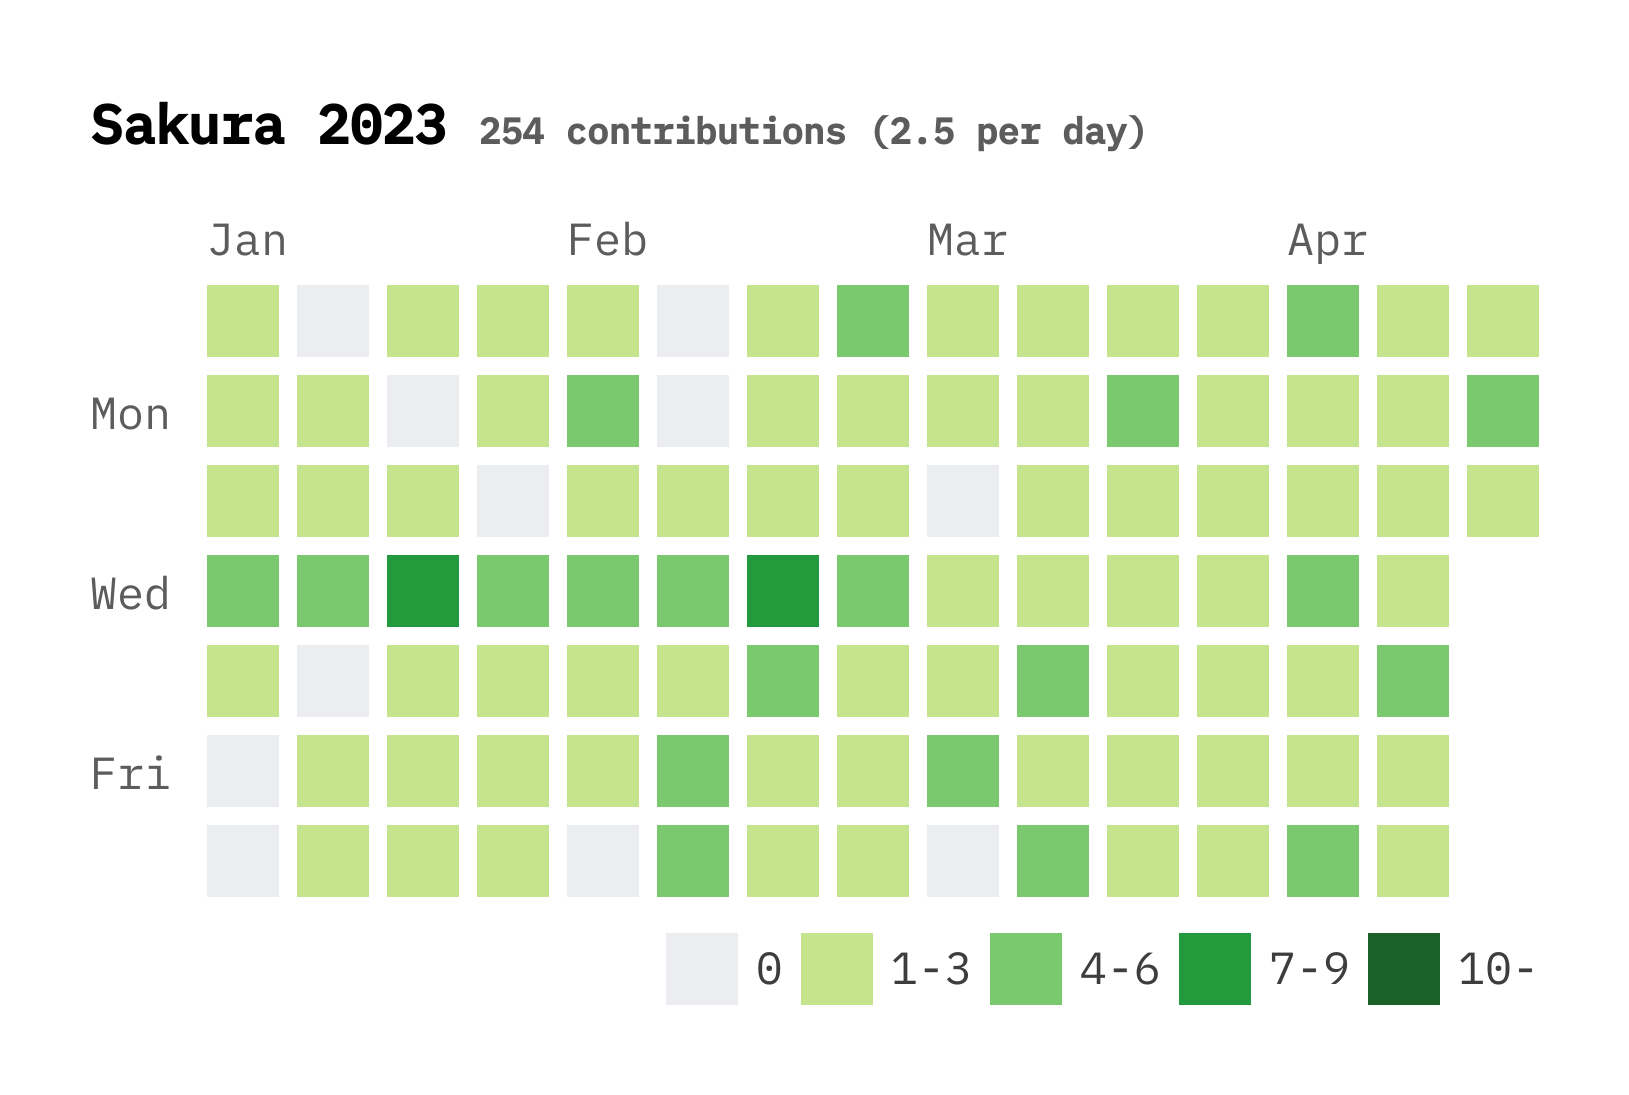 Sakura 2023 254 contributions (2.5 per day)
Jan Feb Mar Apr
Mon
Wed
Fri
0 1-3 4-6 7-9 10-